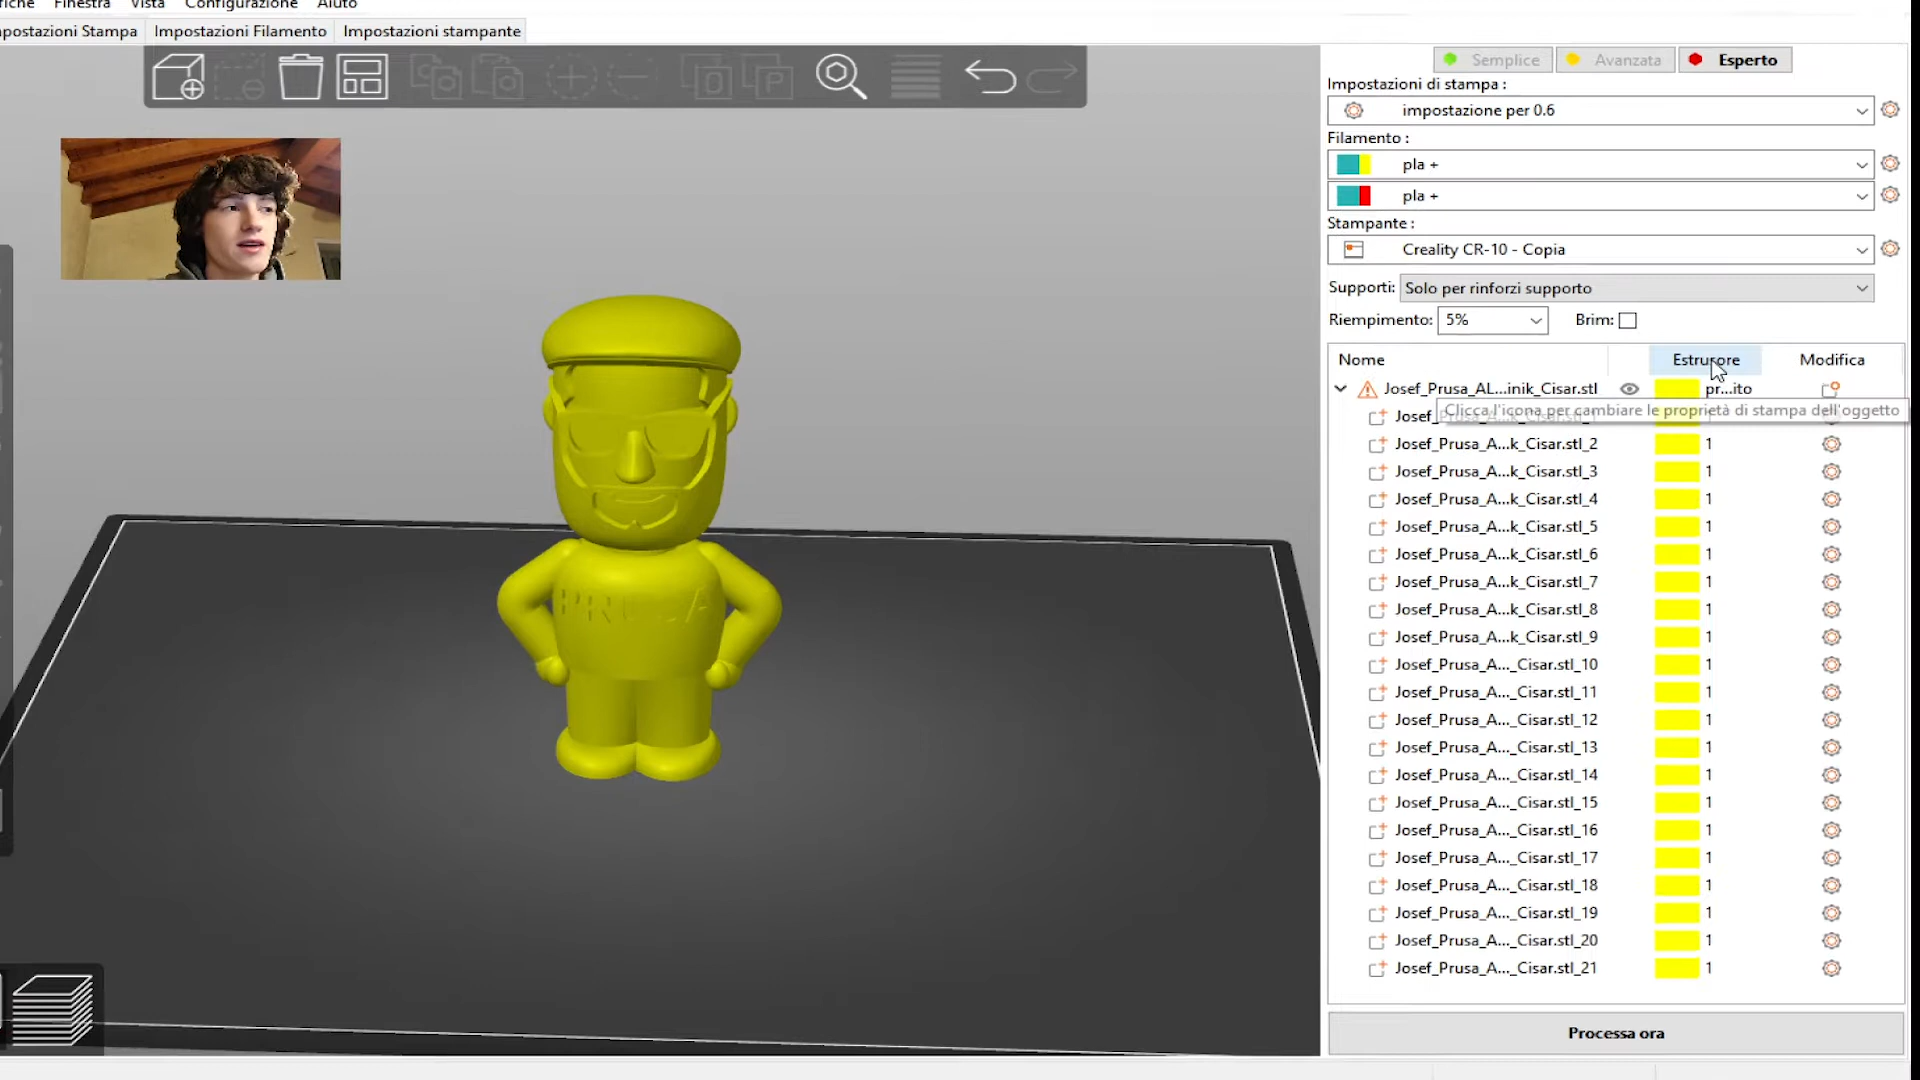 Finestra Vista Configurazione Aiuto
Impostazioni Filamento Impostazioni stampante
Semplice Avanzata Esperto
Impostazioni di stampa :
impostazione per 0.6
Filamento :
pla +
pla +
Stampante :
Creality CR-10 - Copia
Supporti: Solo per rinforzi supporto
Riempimento: 5% Brim:
Nome Estrusore Modifica
Josef_Prusa_AL...inik_Cisar.stl pr...ito
Clicca l'icona per cambiare le proprietà di stampa dell'oggetto
Josef_Prusa_A...k_Cisar.stl_2 1
Josef_Prusa_A...k_Cisar.stl_3 1
Josef_Prusa_A...k_Cisar.stl_4 1
Josef_Prusa_A...k_Cisar.stl_5 1
Josef_Prusa_A...k_Cisar.stl_6 1
Josef_Prusa_A...k_Cisar.stl_7 1
Josef_Prusa_A...k_Cisar.stl_8 1
Josef_Prusa_A...k_Cisar.stl_9 1
Josef_Prusa_A..._Cisar.stl_10 1
Josef_Prusa_A..._Cisar.stl_11 1
Josef_Prusa_A..._Cisar.stl_12 1
Josef_Prusa_A..._Cisar.stl_13 1
Josef_Prusa_A..._Cisar.stl_14 1
Josef_Prusa_A..._Cisar.stl_15 1
Josef_Prusa_A..._Cisar.stl_16 1
Josef_Prusa_A..._Cisar.stl_17 1
Josef_Prusa_A..._Cisar.stl_18 1
Josef_Prusa_A..._Cisar.stl_19 1
Josef_Prusa_A..._Cisar.stl_20 1
Josef_Prusa_A..._Cisar.stl_21 1
Processa ora
PRUSA